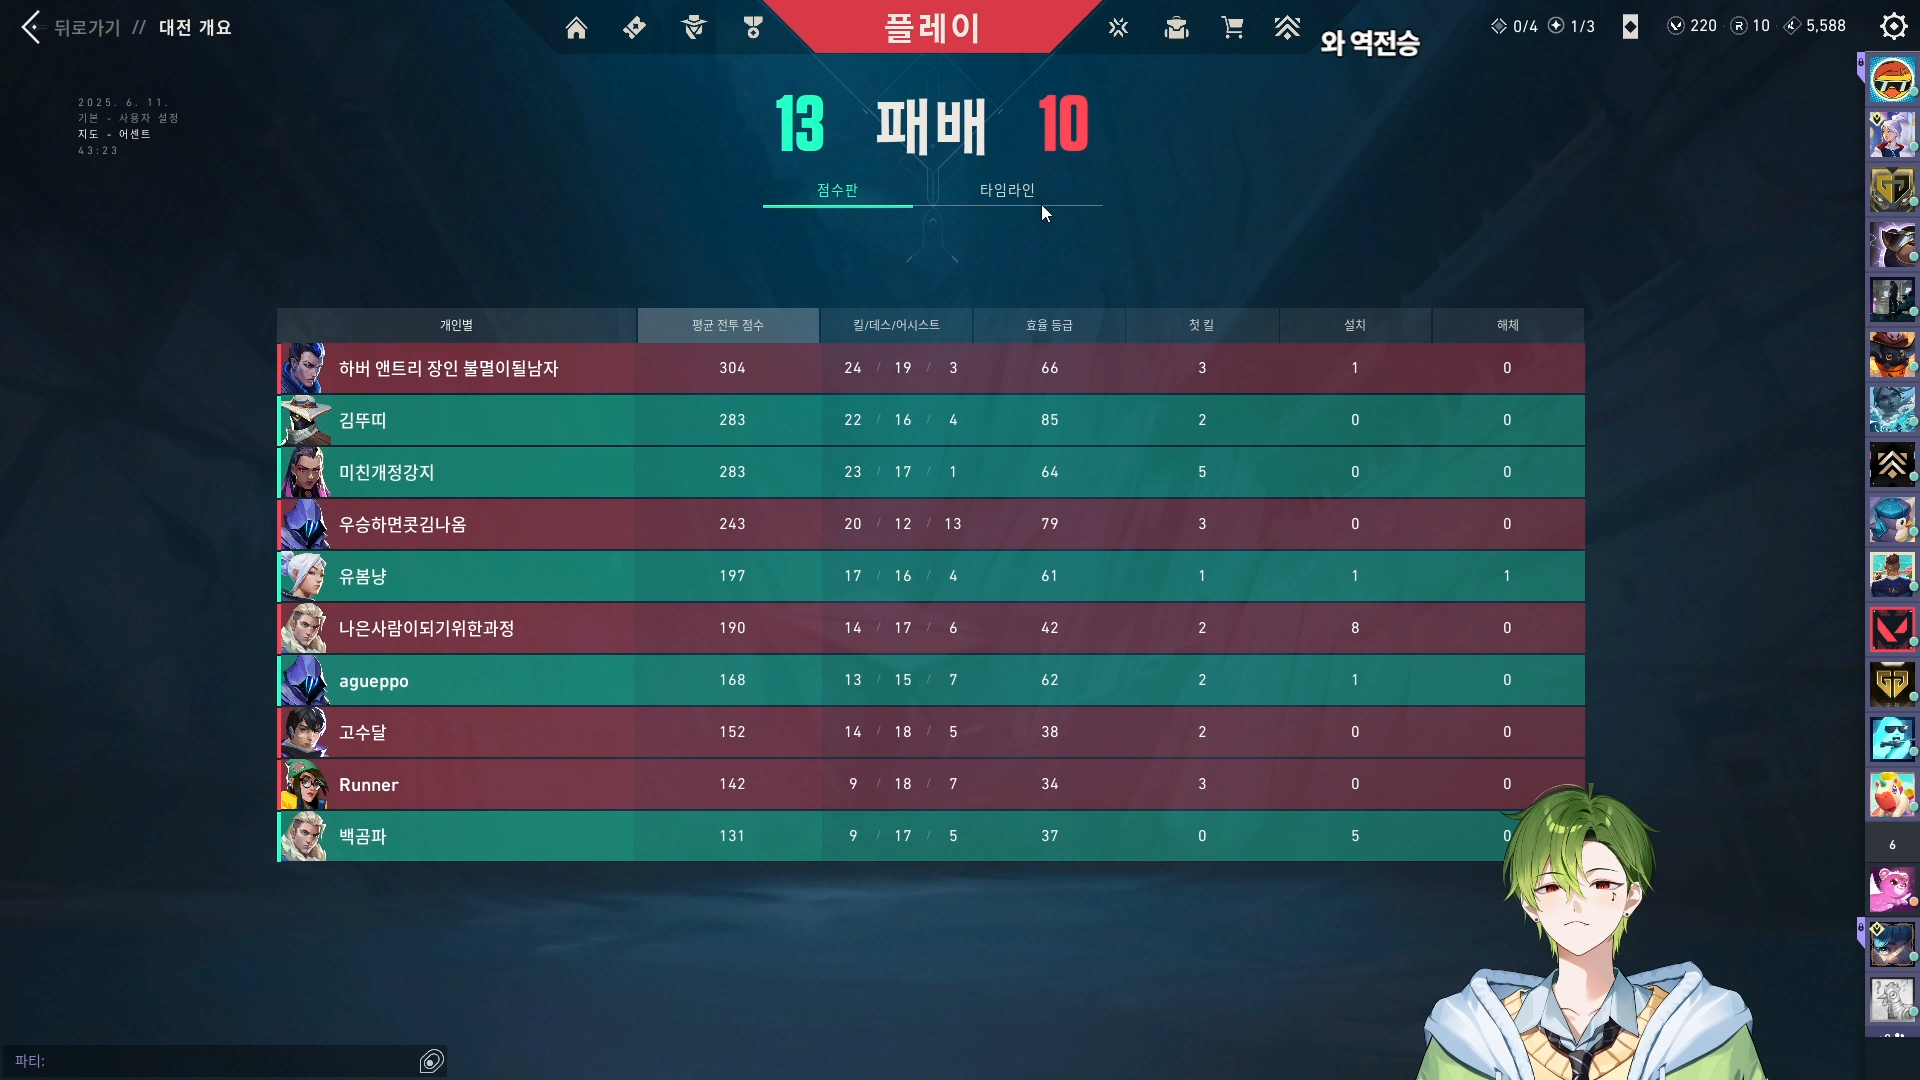 뒤로가기 // 대전 개요
플레이
와 역전승
0/4 1/3 220 10 5,588
2025. 6. 11.
기본 - 사용자 설정
지도 - 어센트
43:23
13 패배 10
점수판 타임라인
개인별 평균 전투 점수 킬/데스/어시스트 효율 등급 첫 킬 설치 해체
하버 앤트리 장인 불멸이될남자 304 24 / 19 / 3 66 3 1 0
김뚜띠 283 22 / 16 / 4 85 2 0 0
미친개정강지 283 23 / 17 / 1 64 5 0 0
우승하면콧김나옴 243 20 / 12 / 13 79 3 0 0
유봄냥 197 17 / 16 / 4 61 1 1 1
나은사람이되기위한과정 190 14 / 17 / 6 42 2 8 0
agueppo 168 13 / 15 / 7 62 2 1 0
고수달 152 14 / 18 / 5 38 2 0 0
Runner 142 9 / 18 / 7 34 3 0 0
백곰파 131 9 / 17 / 5 37 0 5 0
6
파티: